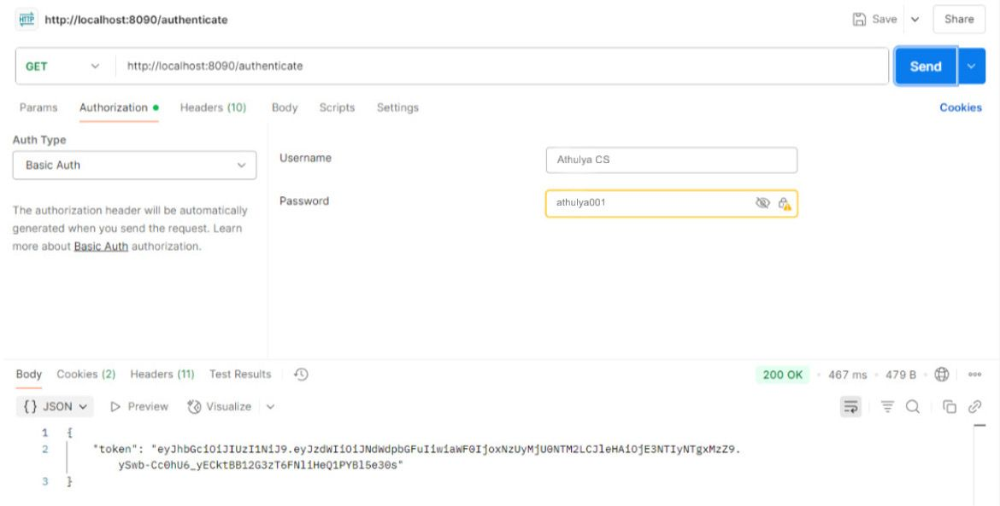 HTTP http://localhost:8090/authenticate Save Share
GET http://localhost:8090/authenticate Send
Params Authorization Headers (10) Body Scripts Settings Cookies
Auth Type
Basic Auth
Username Athulya CS
Password athulya001
The authorization header will be automatically
generated when you send the request. Learn
more about Basic Auth authorization.
Body Cookies (2) Headers (11) Test Results 200 OK 467 ms 479 B
{} JSON Preview Visualize
1 {
2 "token": "eyJhbGciOiJIUzI1NiJ9.eyJzdWIiOiJNdWdpbGFuIiwiaWF0IjoxNzUyMjU0NTM2LCJleHAiOjE3NTIyNTgxMzZ9.
ySwb-Cc0hU6_yECktBB12G3zT6FNliHeQ1PYBl5e30s"
3 }